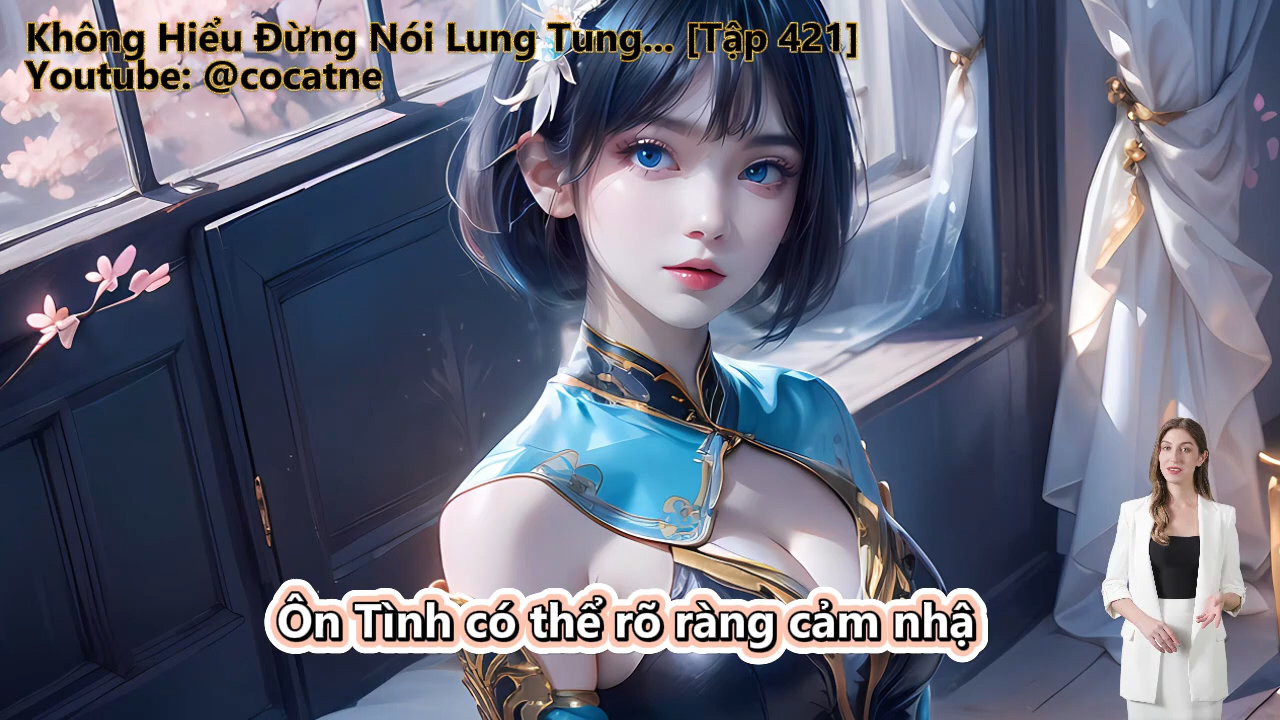 Không Hiểu Đừng Nói Lung Tung... [Tập 421]
Youtube: @cocatne
Ôn Tình có thể rõ ràng cảm nhậ